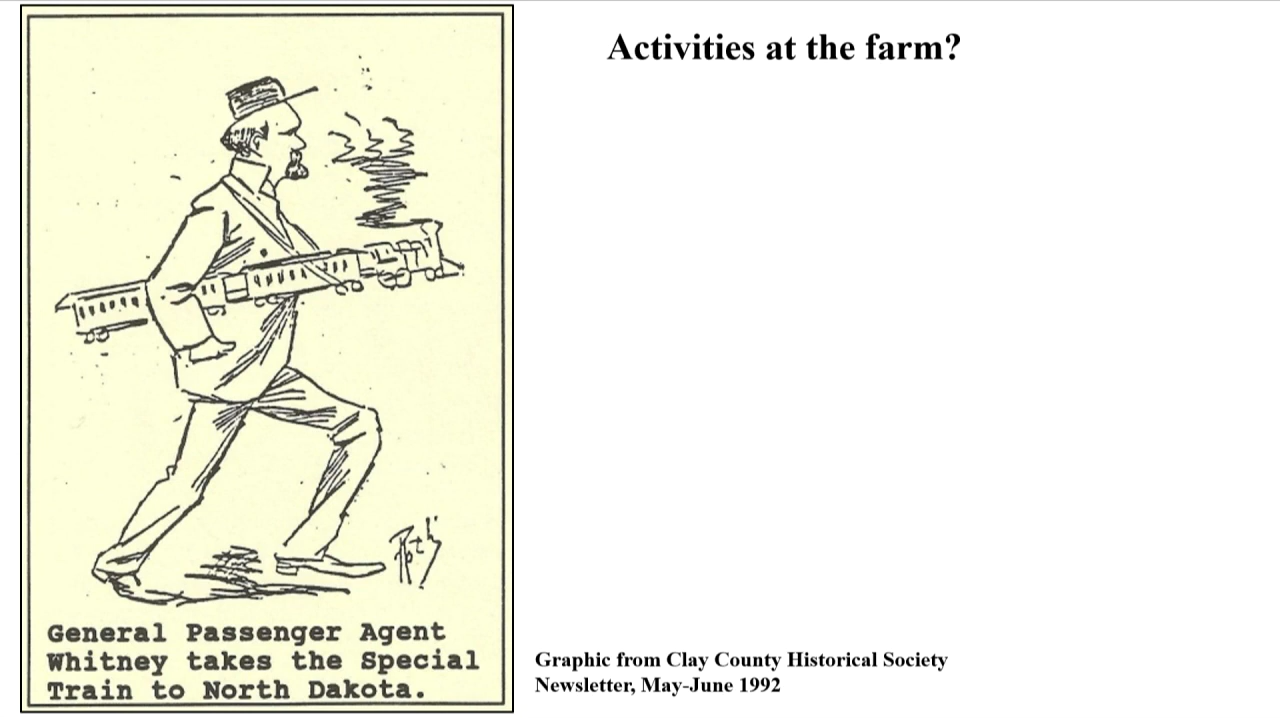 Activities at the farm?
General Passenger Agent
Whitney takes the Special
Train to North Dakota.
Graphic from Clay County Historical Society
Newsletter, May-June 1992